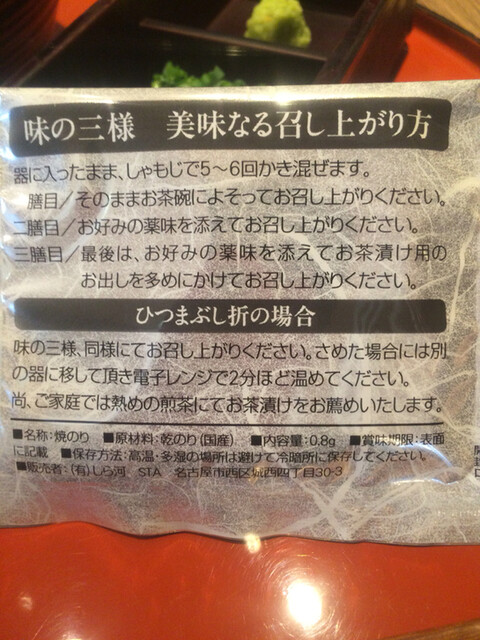 味の三様　美味なる召し上がり方
器に入ったまま、しゃもじで5〜6回かき混ぜます。
膳目/そのままお茶碗によそってお召し上がりください。
二膳目/お好みの薬味を添えてお召し上がりください。
三膳目/最後は、お好みの薬味を添えてお茶漬け用の
お出しを多めにかけてお召し上がりください。
ひつまぶし折の場合
味の三様、同様にてお召し上がりください。さめた場合には別
の器に移して頂き電子レンジで2分ほど温めてください。
尚、ご家庭では熱めの煎茶にてお茶漬けをお薦めいたします。
■名称:焼のり　■原材料:乾のり(国産)　■内容量:0.8g　■賞味期限:表面
に記載　■保存方法:高温・多湿の場所は避けて冷暗所に保存してください。
■販売者:(有)しら河　STA　名古屋市西区城西四丁目30-3